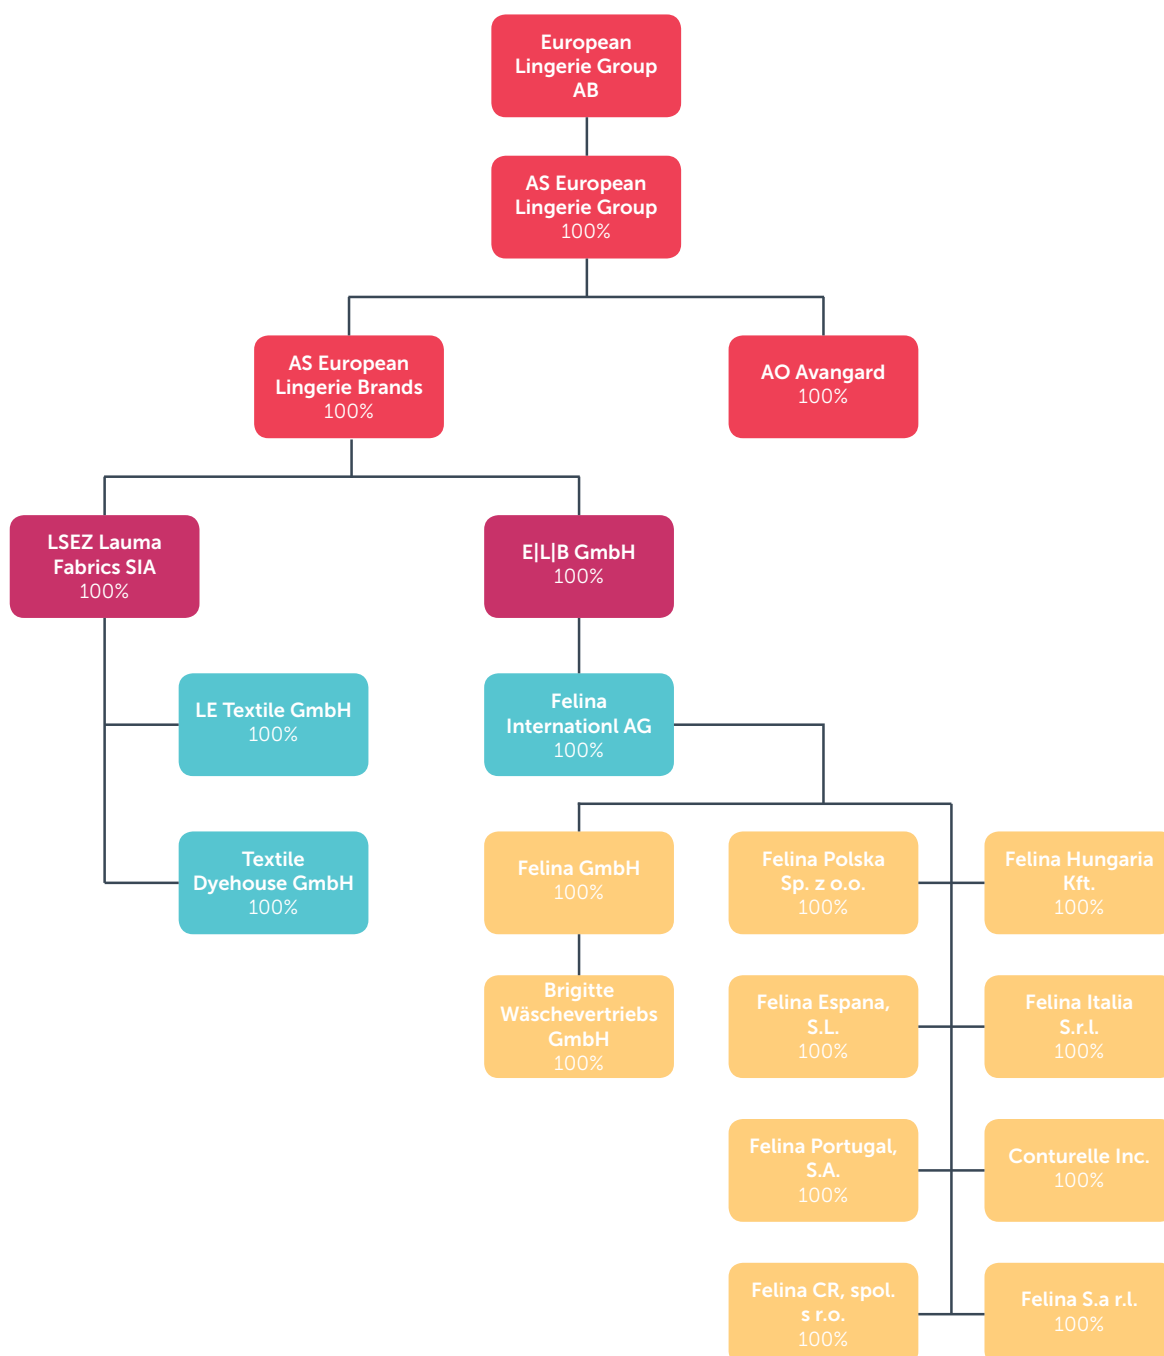 European
Lingerie Group
AB
AS European
Lingerie Group
100%
AS European
Lingerie Brands
100%
AO Avangard
100%
LSEZ Lauma
Fabrics SIA
100%
E|L|B GmbH
100%
LE Textile GmbH
100%
Felina
Internationl AG
100%
Textile
Dyehouse GmbH
100%
Felina GmbH
100%
Felina Polska
Sp. z o.o.
100%
Felina Hungaria
Kft.
100%
Brigitte
Wäschevertriebs
GmbH
100%
Felina Espana,
S.L.
100%
Felina Italia
S.r.l.
100%
Felina Portugal,
S.A.
100%
Conturelle Inc.
100%
Felina CR, spol.
s r.o.
100%
Felina S.a r.l.
100%